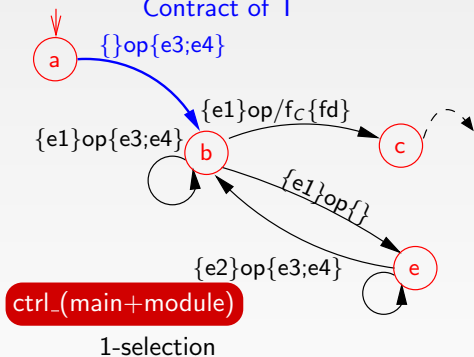 Contract of T
{}op{e3;e4}
a
{e1}op/f_C{fd}
{e1}op{e3;e4}
b
c
{e1}op{}
{e2}op{e3;e4}
e
ctrl_(main+module)
1-selection